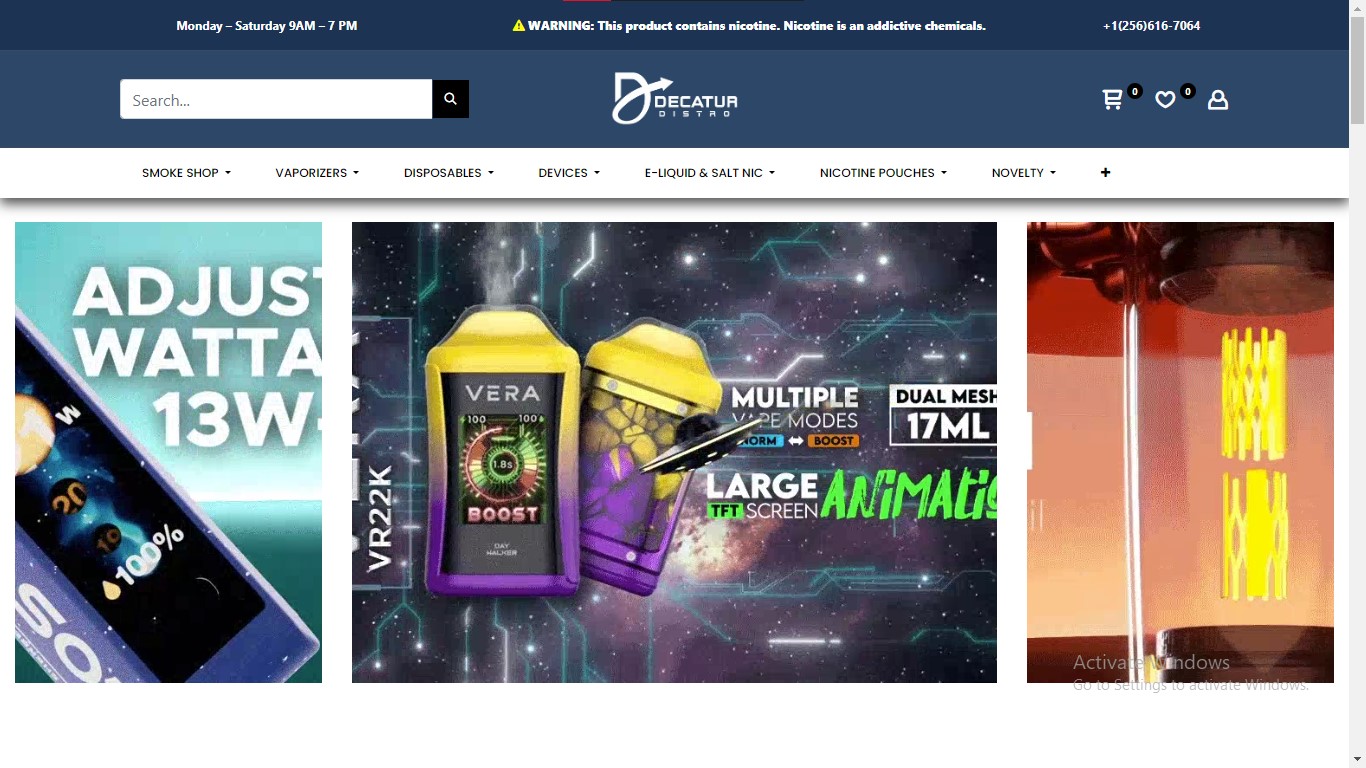 Monday – Saturday 9AM – 7 PM
WARNING: This product contains nicotine. Nicotine is an addictive chemicals.
+1(256)616-7064
Search...
DECATUR
DISTRO
0
0
SMOKE SHOP
VAPORIZERS
DISPOSABLES
DEVICES
E-LIQUID & SALT NIC
NICOTINE POUCHES
NOVELTY
+
ADJUST
WATTA
13W-
W
20
10
100%
SO
VR22K
VERA
100 100
1.8s
BOOST
DAY
WALKER
MULTIPLE
VAPE MODES
NORM BOOST
DUAL MESH
17ML
LARGE
TFT SCREEN
ANIMATIO
il
Activate Windows
Go to Settings to activate Windows.